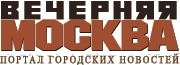 ВЕЧЕРНЯЯ
МОСКВА
ПОРТАЛ ГОРОДСКИХ НОВОСТЕЙ